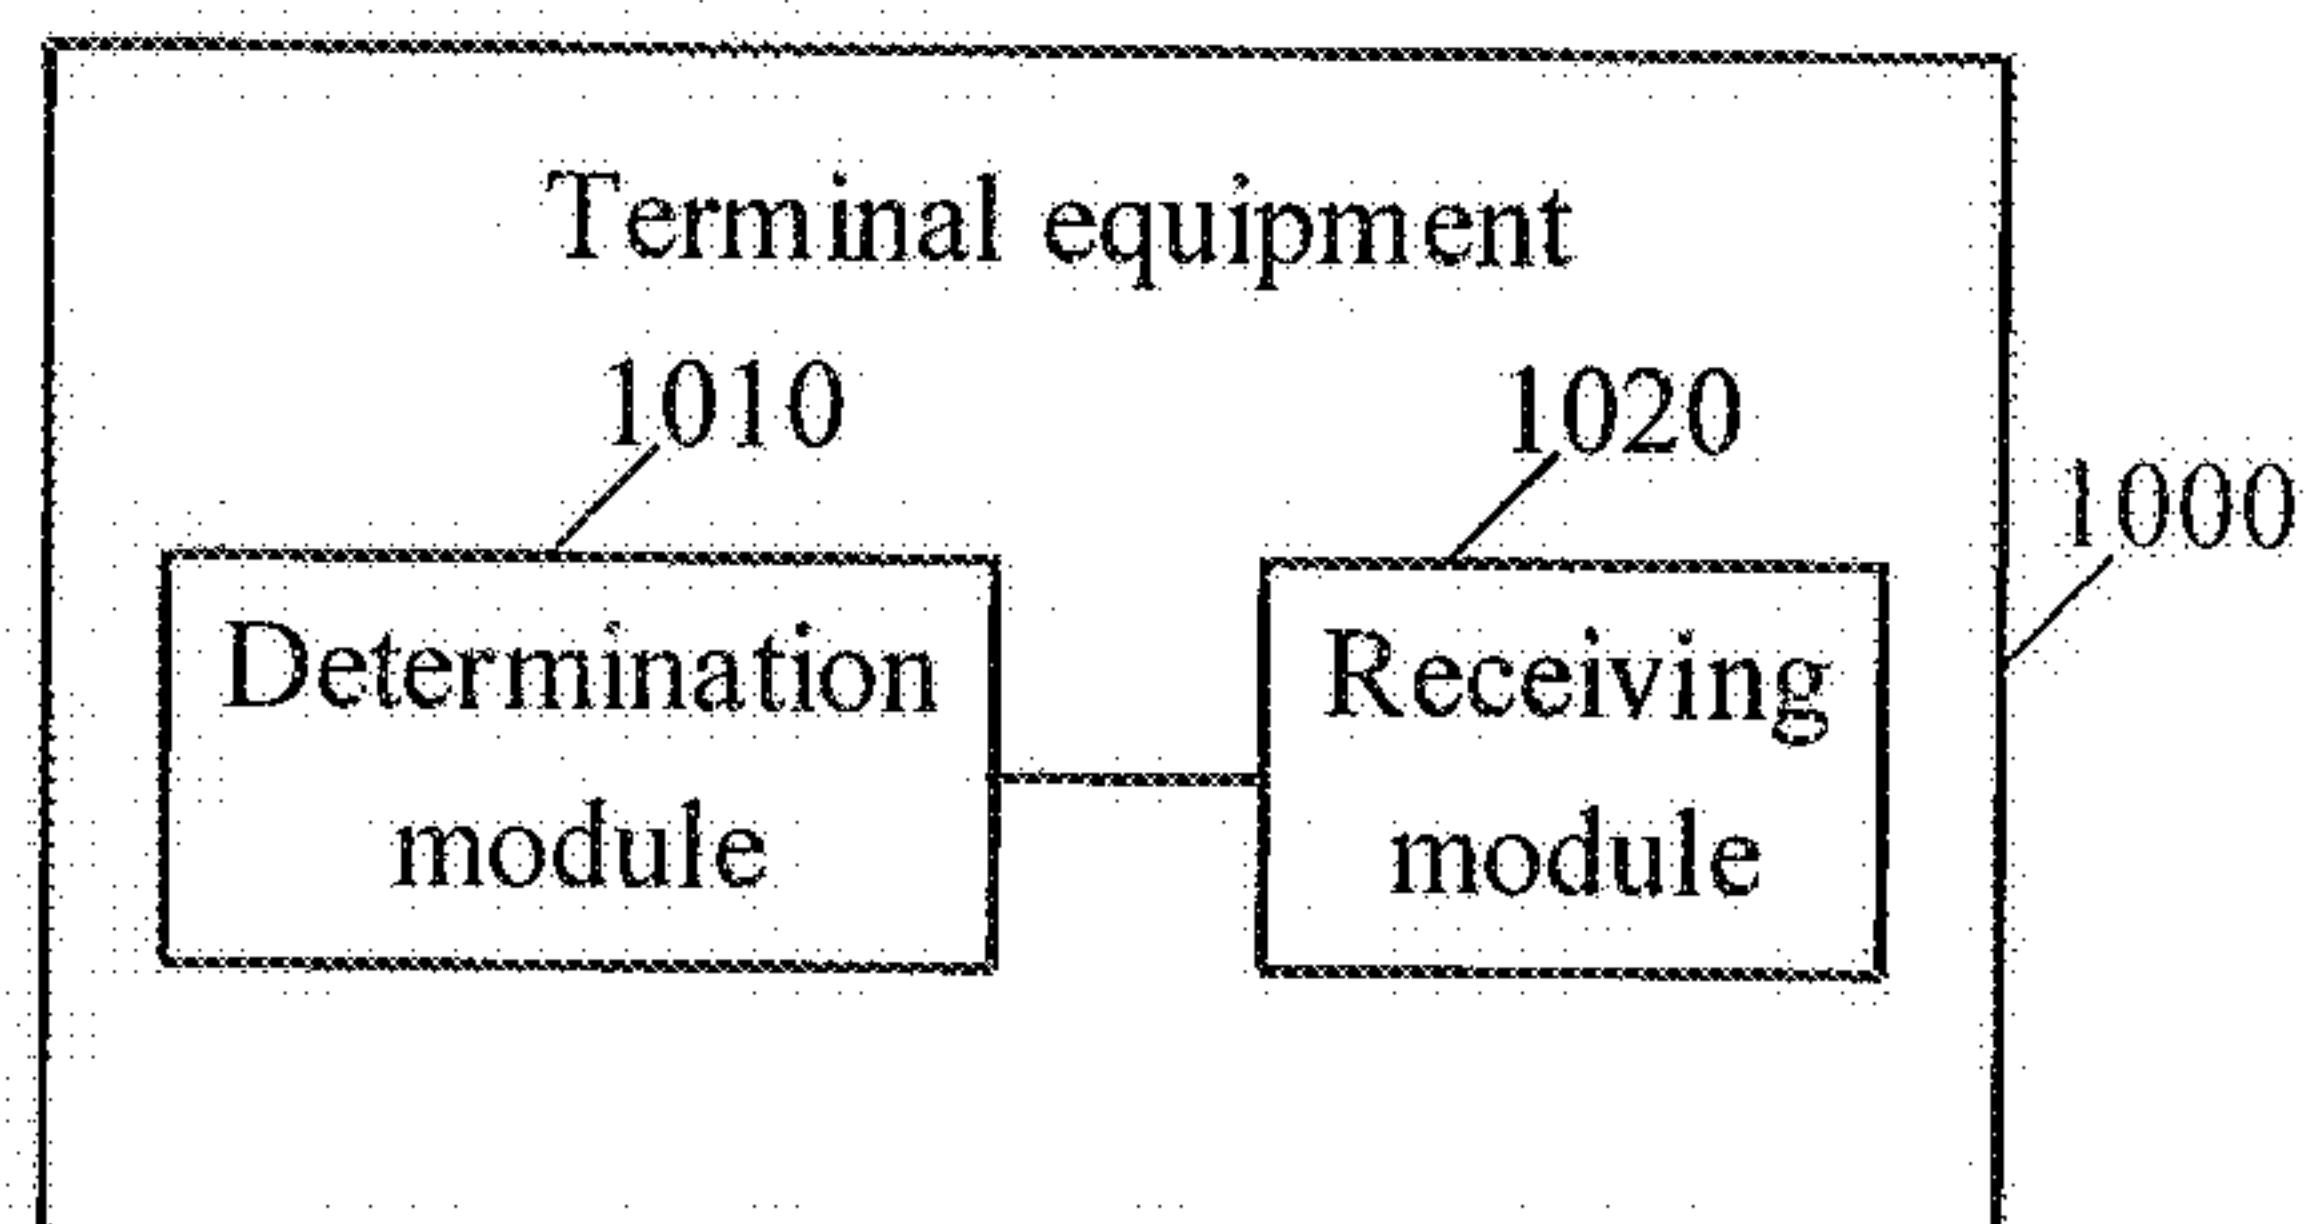 Terminal equipment
1010
1020
1000
Determination
module
Receiving
module